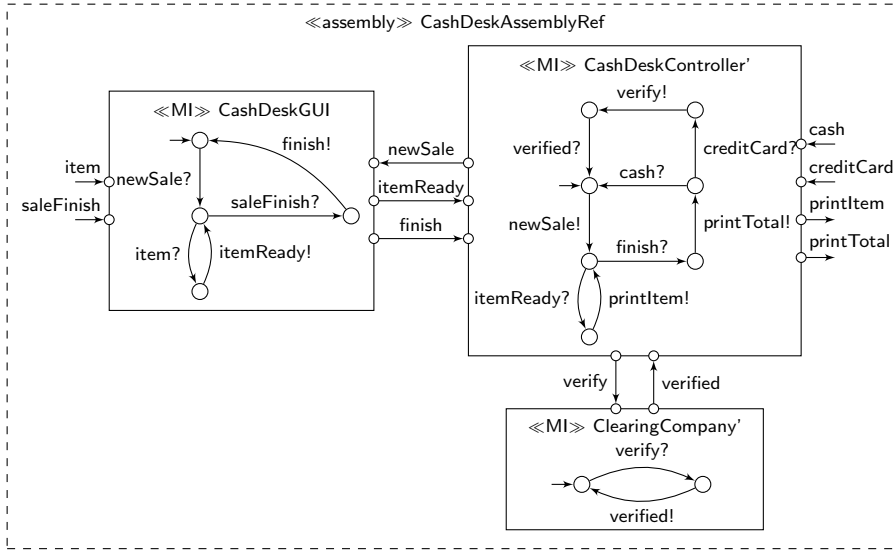 ≪assembly≫ CashDeskAssemblyRef
≪MI≫ CashDeskGUI
finish!
newSale?
saleFinish?
item?
itemReady!
item
saleFinish
newSale
itemReady
finish
≪MI≫ CashDeskController'
verify!
verified?
creditCard?
cash?
newSale!
finish?
printTotal!
itemReady?
printItem!
cash
creditCard
printItem
printTotal
verify
verified
≪MI≫ ClearingCompany'
verify?
verified!